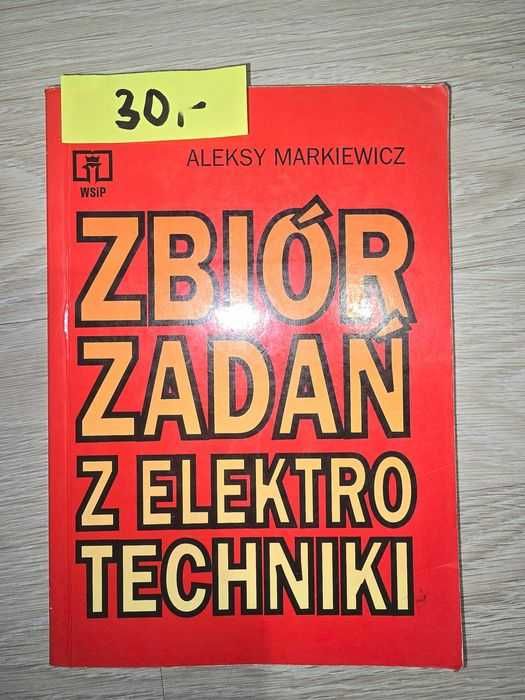 30,-
ALEKSY MARKIEWICZ
WSiP
ZBIÓR
ZADAŃ
Z ELEKTRO
TECHNIKI